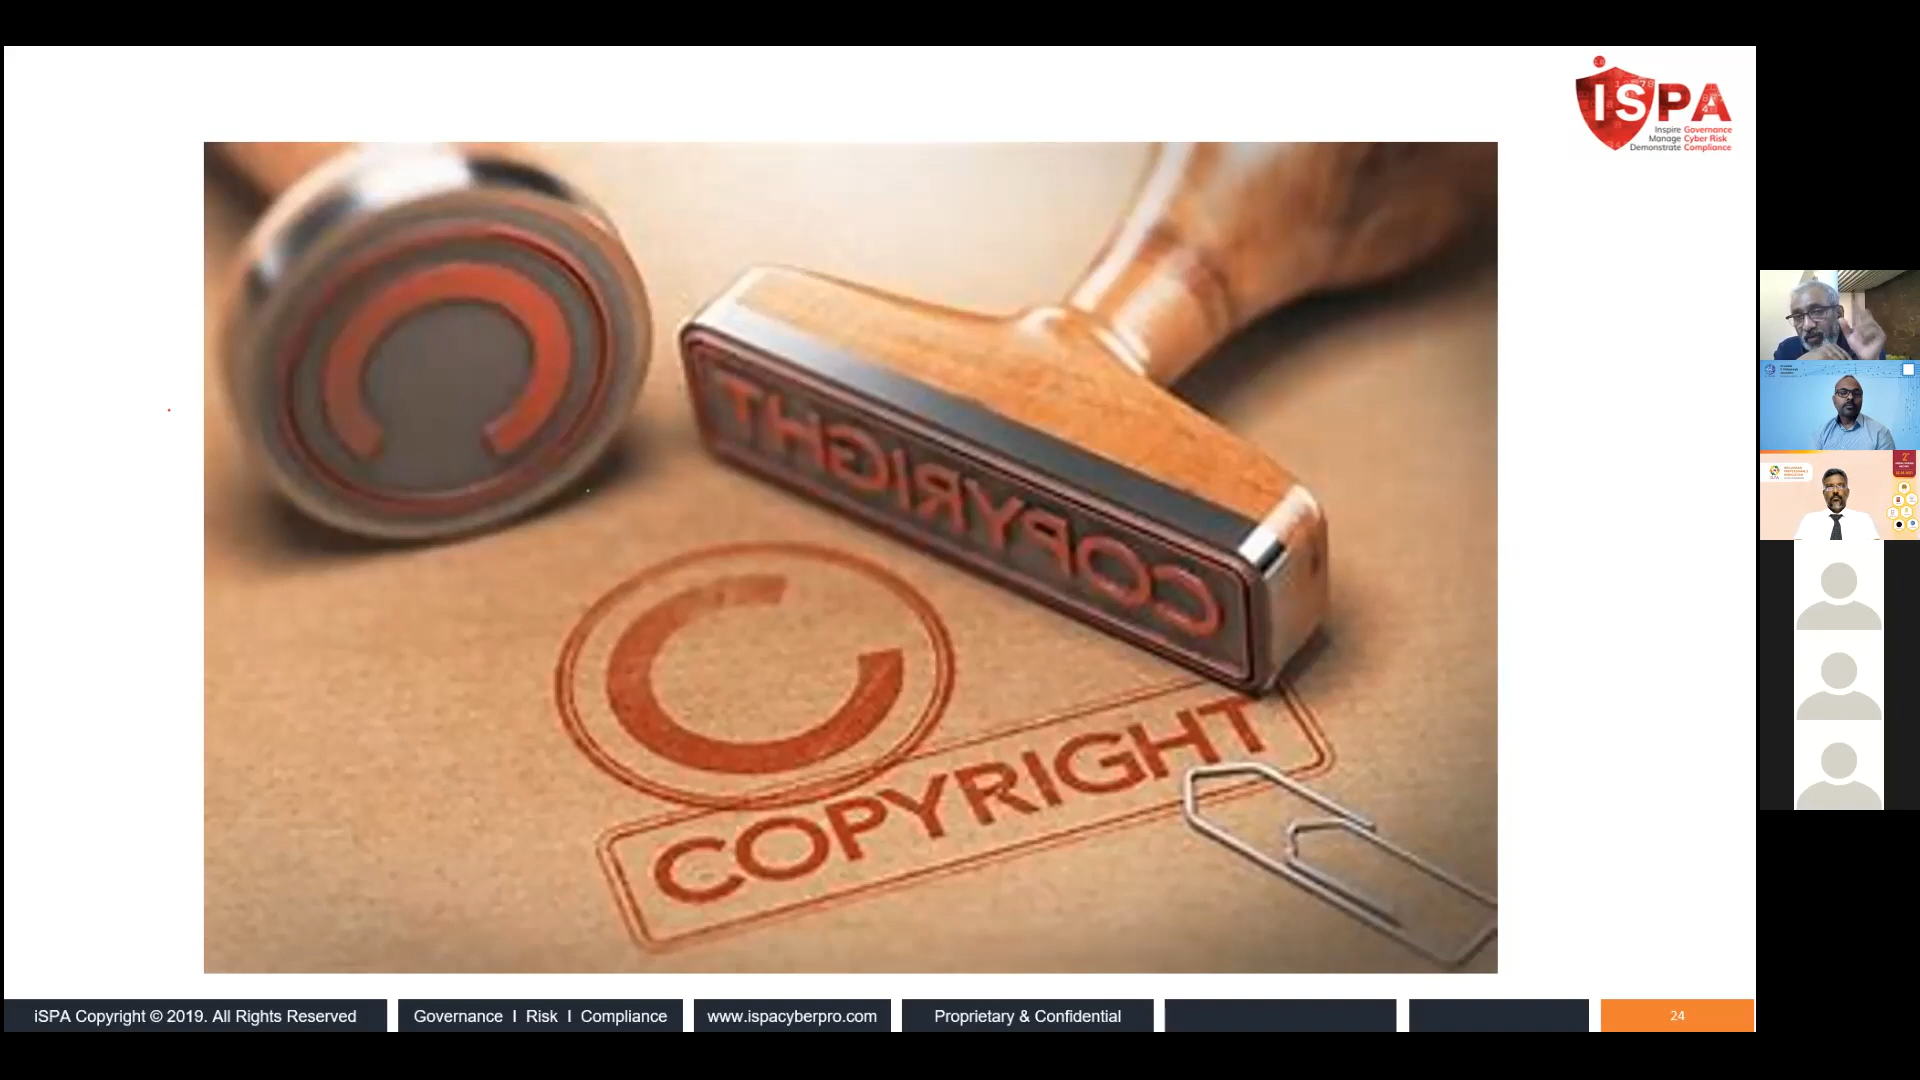 iSPA
Inspire Governance
Manage Cyber Risk
Demonstrate Compliance
COPYRIGHT
C
COPYRIGHT
iSPA Copyright © 2019. All Rights Reserved
Governance I Risk I Compliance
www.ispacyberpro.com
Proprietary & Confidential
24